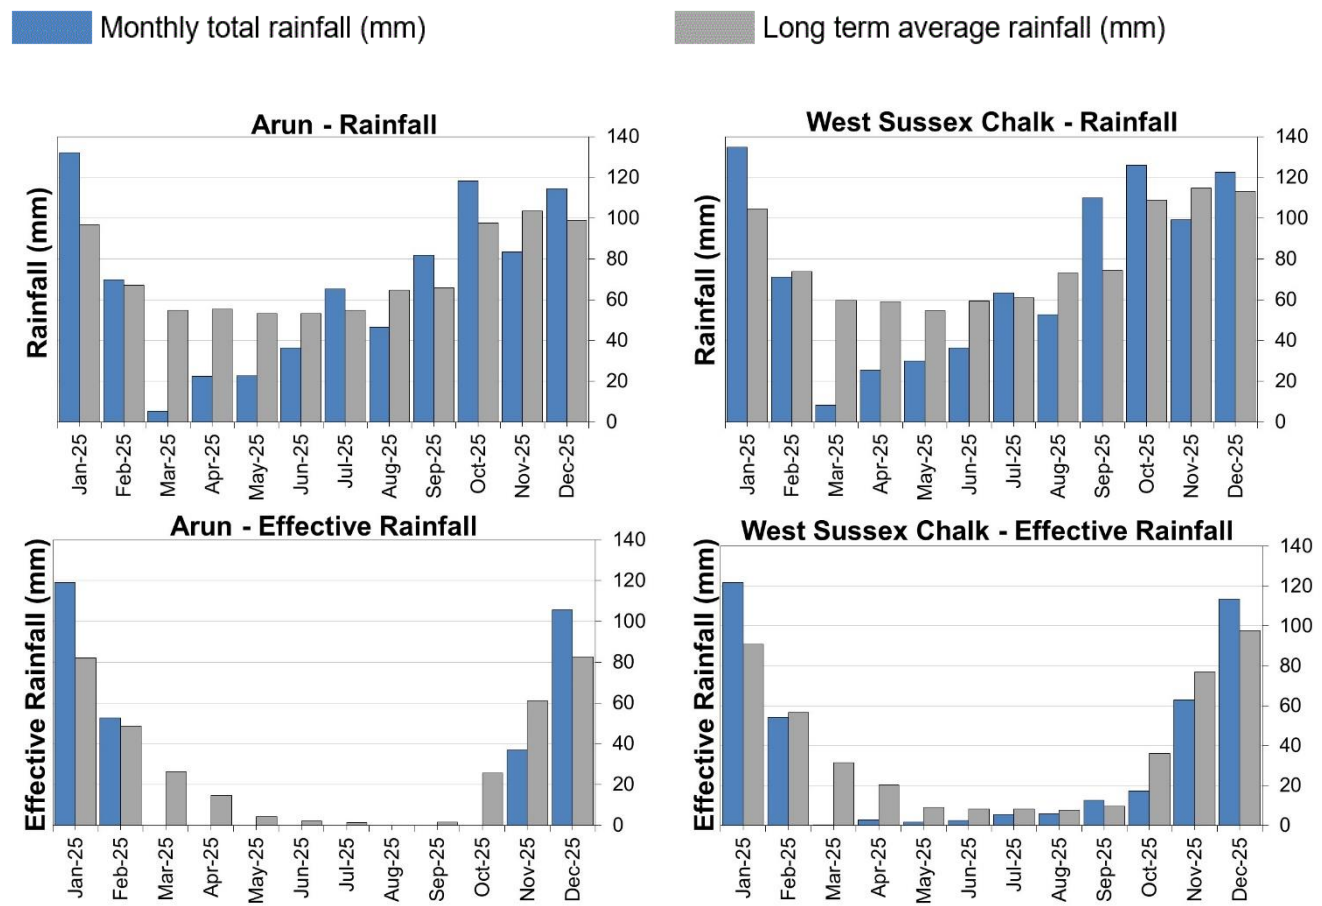 Monthly total rainfall (mm)
Long term average rainfall (mm)
Arun - Rainfall
Rainfall (mm)
140
120
100
80
60
40
20
0
Jan-25
Feb-25
Mar-25
Apr-25
May-25
Jun-25
Jul-25
Aug-25
Sep-25
Oct-25
Nov-25
Dec-25
West Sussex Chalk - Rainfall
Rainfall (mm)
140
120
100
80
60
40
20
0
Jan-25
Feb-25
Mar-25
Apr-25
May-25
Jun-25
Jul-25
Aug-25
Sep-25
Oct-25
Nov-25
Dec-25
Arun - Effective Rainfall
Effective Rainfall (mm)
140
120
100
80
60
40
20
0
Jan-25
Feb-25
Mar-25
Apr-25
May-25
Jun-25
Jul-25
Aug-25
Sep-25
Oct-25
Nov-25
Dec-25
West Sussex Chalk - Effective Rainfall
Effective Rainfall (mm)
140
120
100
80
60
40
20
0
Jan-25
Feb-25
Mar-25
Apr-25
May-25
Jun-25
Jul-25
Aug-25
Sep-25
Oct-25
Nov-25
Dec-25